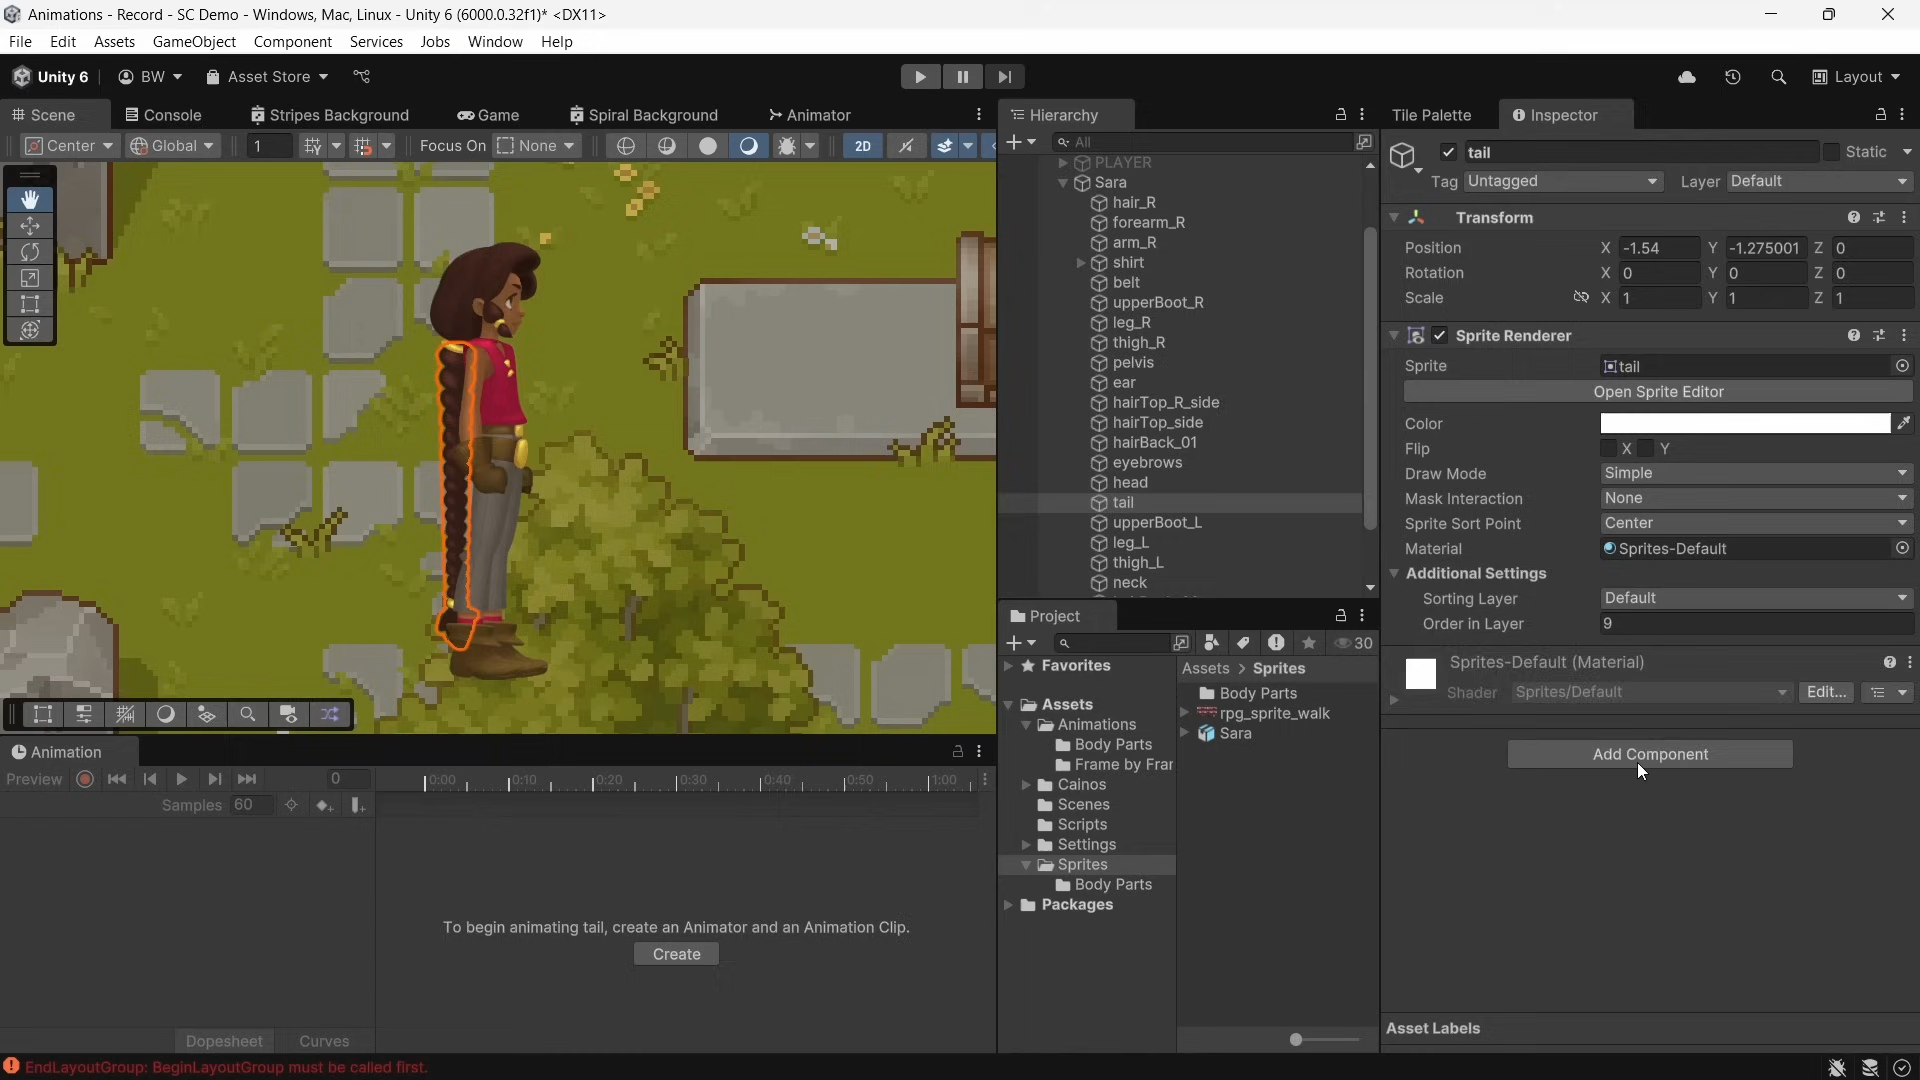 Animations - Record - SC Demo - Windows, Mac, Linux - Unity 6 (6000.0.32f1)* <DX11>
File Edit Assets GameObject Component Services Jobs Window Help
Unity 6 BW Asset Store Layout
Scene Console Stripes Background Game Spiral Background Animator
Center Global 1 Focus On None 2D
Hierarchy
All
PLAYER
Sara
hair_R
forearm_R
arm_R
shirt
belt
upperBoot_R
leg_R
thigh_R
pelvis
ear
hairTop_R_side
hairTop_side
hairBack_01
eyebrows
head
tail
upperBoot_L
leg_L
thigh_L
neck
Project
30
Favorites
Assets
Animations
Body Parts
Frame by Frar
Cainos
Scenes
Scripts
Settings
Sprites
Body Parts
Packages
Assets > Sprites
Body Parts
rpg_sprite_walk
Sara
Tile Palette Inspector
tail Static
Tag Untagged Layer Default
Transform
Position X -1.54 Y -1.275001 Z 0
Rotation X 0 Y 0 Z 0
Scale X 1 Y 1 Z 1
Sprite Renderer
Sprite tail
Open Sprite Editor
Color
Flip X Y
Draw Mode Simple
Mask Interaction None
Sprite Sort Point Center
Material Sprites-Default
Additional Settings
Sorting Layer Default
Order in Layer 9
Sprites-Default (Material)
Shader Sprites/Default Edit...
Add Component
Asset Labels
Animation
Preview 0 0:00 0:10 0:20 0:30 0:40 0:50 1:00
Samples 60
To begin animating tail, create an Animator and an Animation Clip.
Create
Dopesheet Curves
EndLayoutGroup: BeginLayoutGroup must be called first.